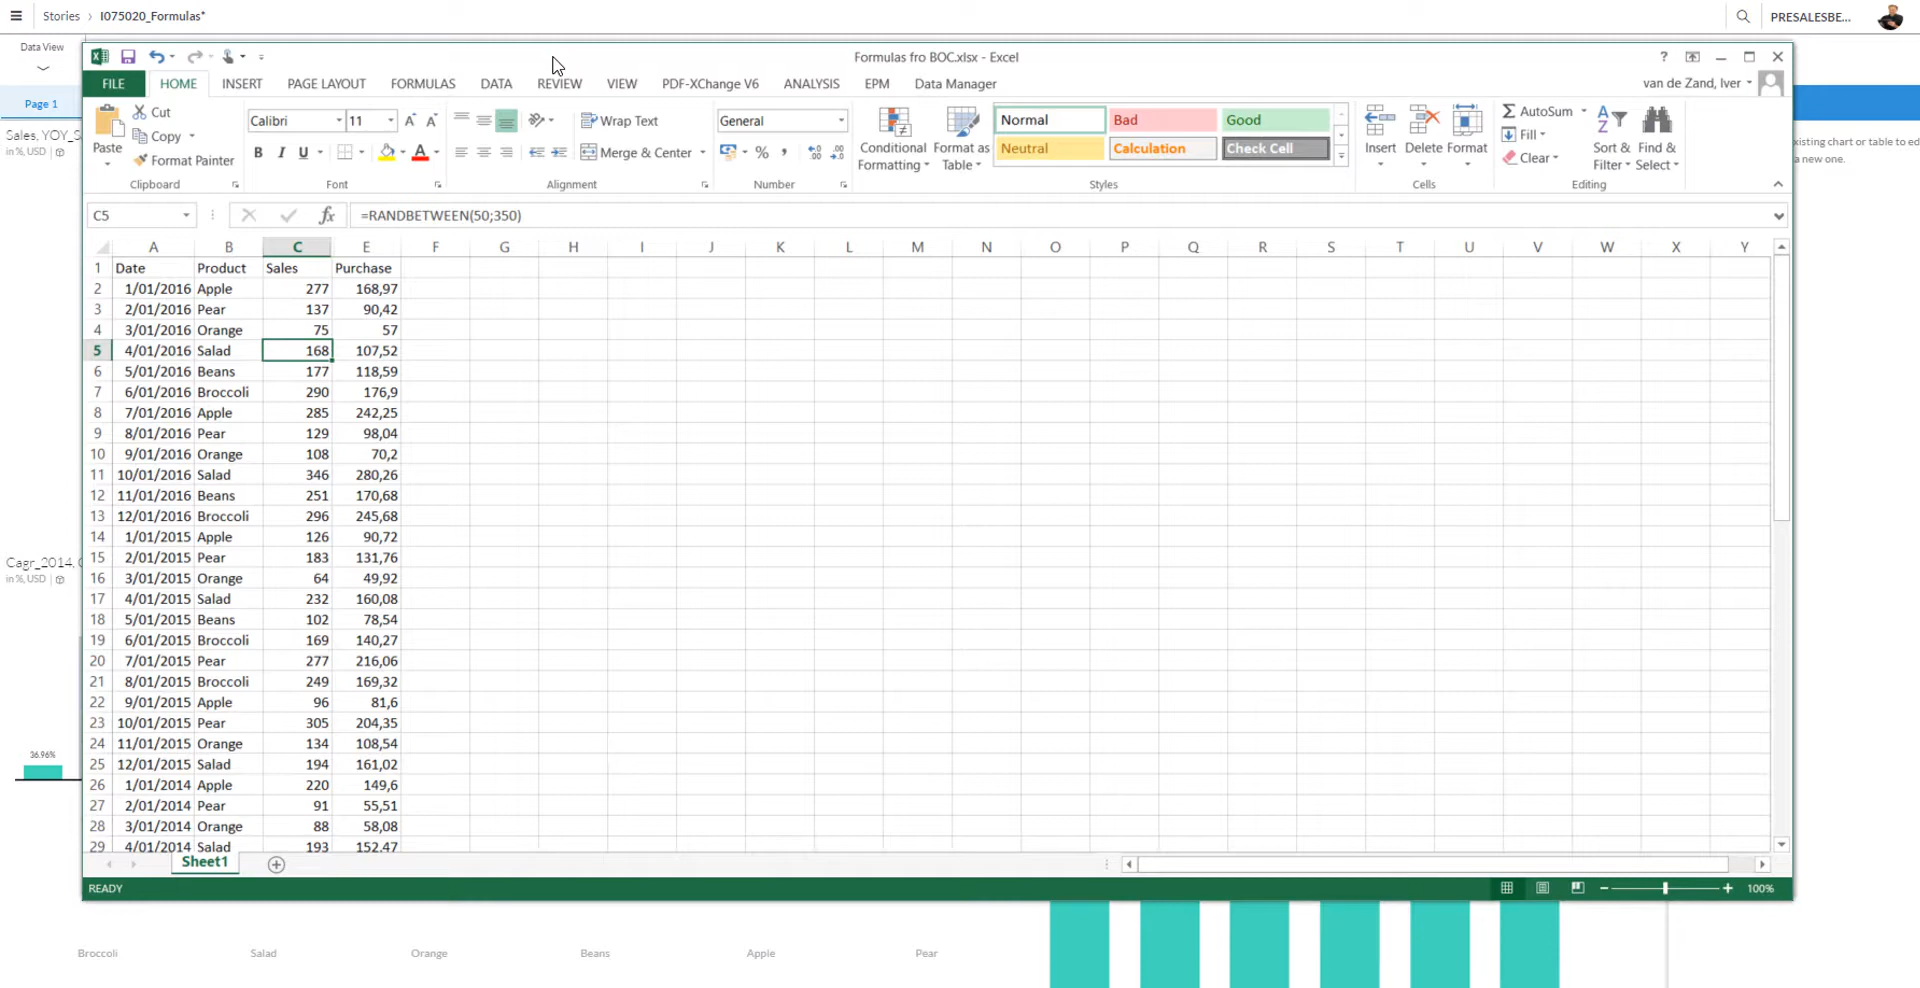 Stories › I075020_Formulas*
PRESALESBE...
Data View
Page 1
Sales, YOY_S
in %, USD
Formulas fro BOC.xlsx - Excel
?
FILE HOME INSERT PAGE LAYOUT FORMULAS DATA REVIEW VIEW PDF-XChange V6 ANALYSIS EPM Data Manager
van de Zand, Iver
Paste
Cut
Copy
Format Painter
Clipboard
Calibri 11
B I U
Font
Wrap Text
Merge & Center
Alignment
General
%
Number
Conditional Formatting
Format as Table
Normal Bad Good
Neutral Calculation Check Cell
Styles
Insert Delete Format
Cells
AutoSum
Fill
Clear
Sort & Filter
Find & Select
Editing
existing chart or table to ed
a new one.
C5 fx =RANDBETWEEN(50;350)
A B C E F G H I J K L M N O P Q R S T U V W X Y
1 Date Product Sales Purchase
2 1/01/2016 Apple 277 168,97
3 2/01/2016 Pear 137 90,42
4 3/01/2016 Orange 75 57
5 4/01/2016 Salad 168 107,52
6 5/01/2016 Beans 177 118,59
7 6/01/2016 Broccoli 290 176,9
8 7/01/2016 Apple 285 242,25
9 8/01/2016 Pear 129 98,04
10 9/01/2016 Orange 108 70,2
11 10/01/2016 Salad 346 280,26
12 11/01/2016 Beans 251 170,68
13 12/01/2016 Broccoli 296 245,68
14 1/01/2015 Apple 126 90,72
15 2/01/2015 Pear 183 131,76
16 3/01/2015 Orange 64 49,92
17 4/01/2015 Salad 232 160,08
18 5/01/2015 Beans 102 78,54
19 6/01/2015 Broccoli 169 140,27
20 7/01/2015 Pear 277 216,06
21 8/01/2015 Broccoli 249 169,32
22 9/01/2015 Apple 96 81,6
23 10/01/2015 Pear 305 204,35
24 11/01/2015 Orange 134 108,54
25 12/01/2015 Salad 194 161,02
26 1/01/2014 Apple 220 149,6
27 2/01/2014 Pear 91 55,51
28 3/01/2014 Orange 88 58,08
29 4/01/2014 Salad 193 152,47
Cagr_2014,
in %, USD
36.96%
Sheet1
READY
100%
Broccoli Salad Orange Beans Apple Pear